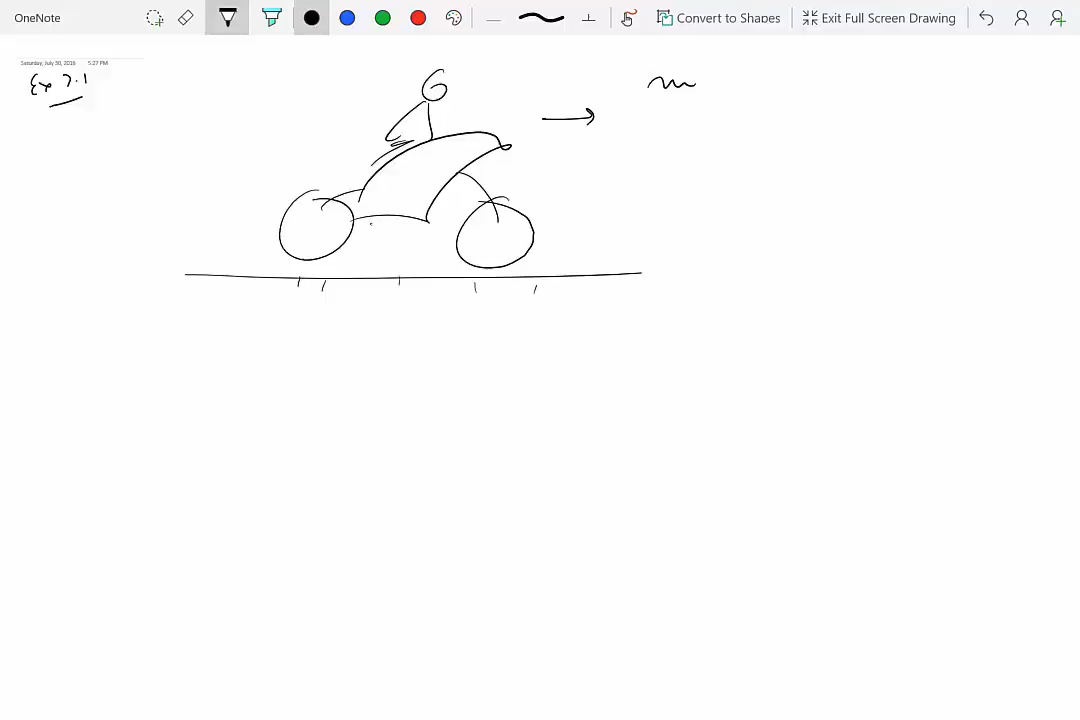 OneNote
Convert to Shapes
Exit Full Screen Drawing
Saturday, July 30, 2016 5:27 PM
Ex 7.1
m